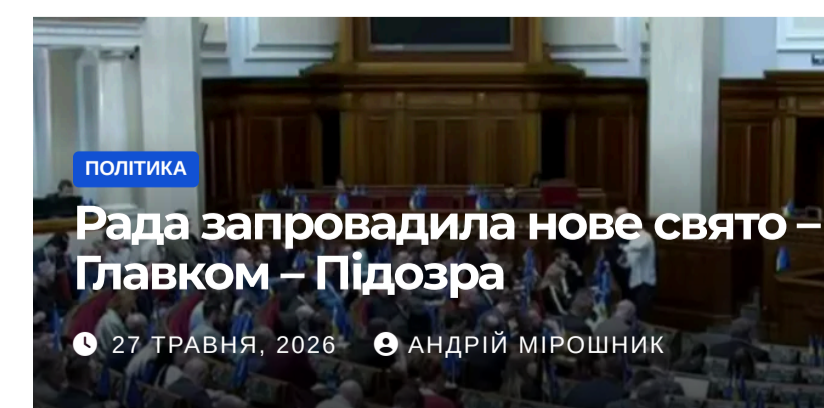 ПОЛІТИКА
Рада запровадила нове свято –
Главком – Підозра
27 ТРАВНЯ, 2026 АНДРІЙ МІРОШНИК